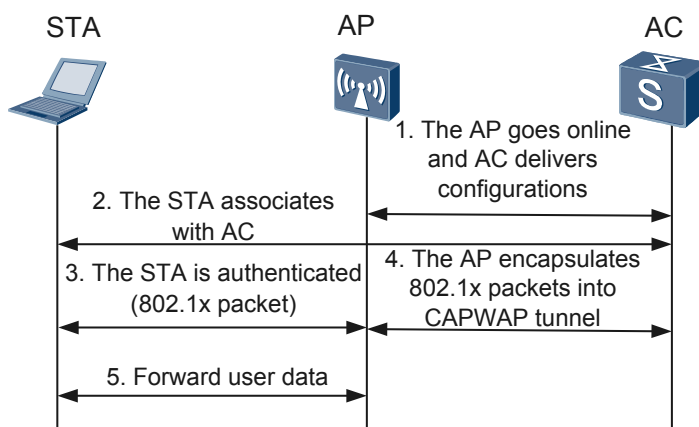 STA
AP
AC
S
1. The AP goes online
and AC delivers
configurations
2. The STA associates
with AC
3. The STA is authenticated
(802.1x packet)
4. The AP encapsulates
802.1x packets into
CAPWAP tunnel
5. Forward user data